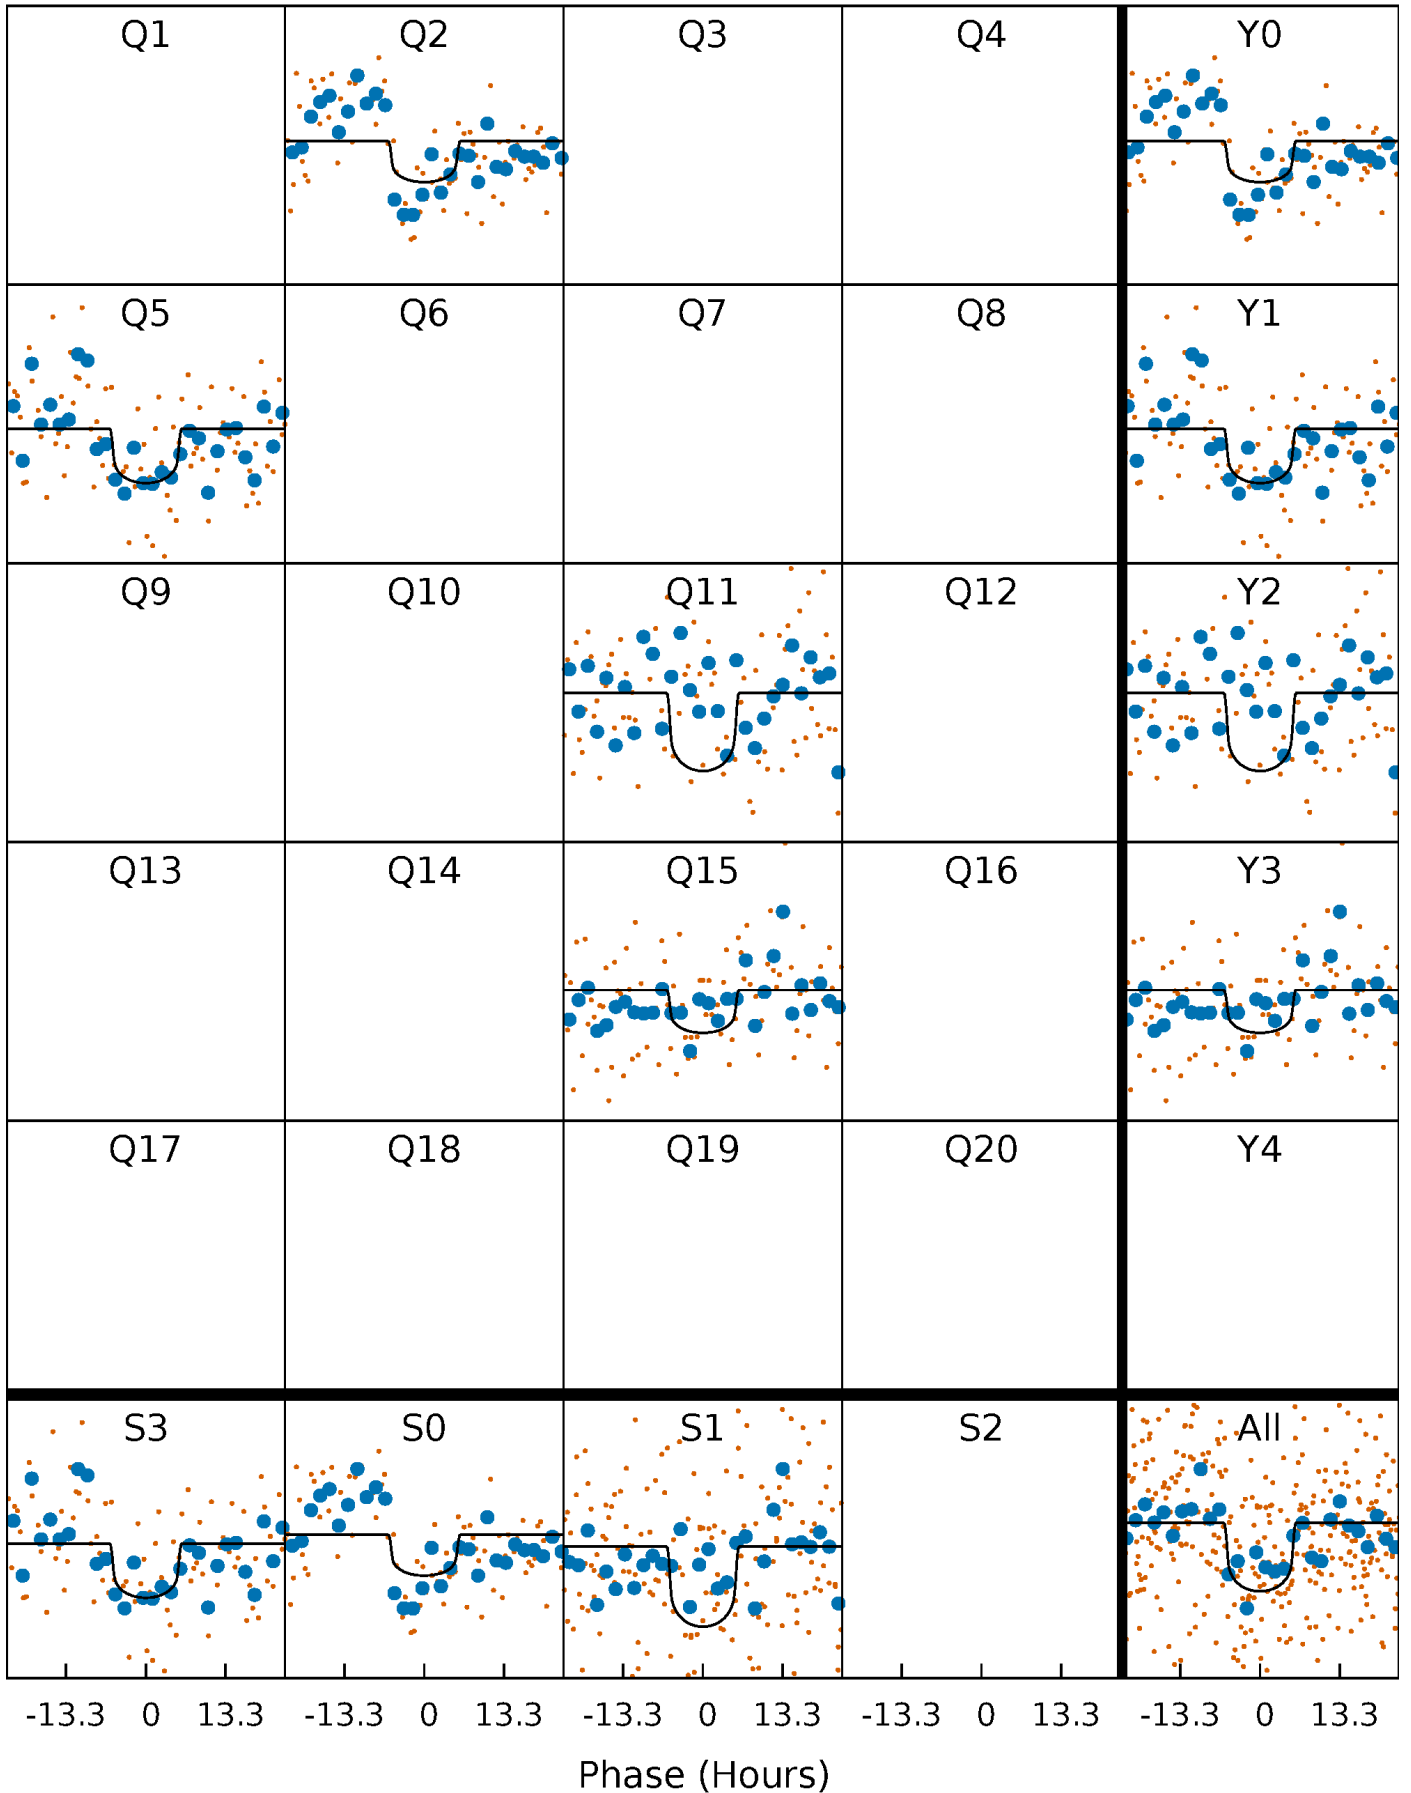 Q1 Q2 Q3 Q4 Y0
Q5 Q6 Q7 Q8 Y1
Q9 Q10 Q11 Q12 Y2
Q13 Q14 Q15 Q16 Y3
Q17 Q18 Q19 Q20 Y4
S3 S0 S1 S2 All
-13.3 0 13.3 -13.3 0 13.3 -13.3 0 13.3 -13.3 0 13.3 -13.3 0 13.3
Phase (Hours)